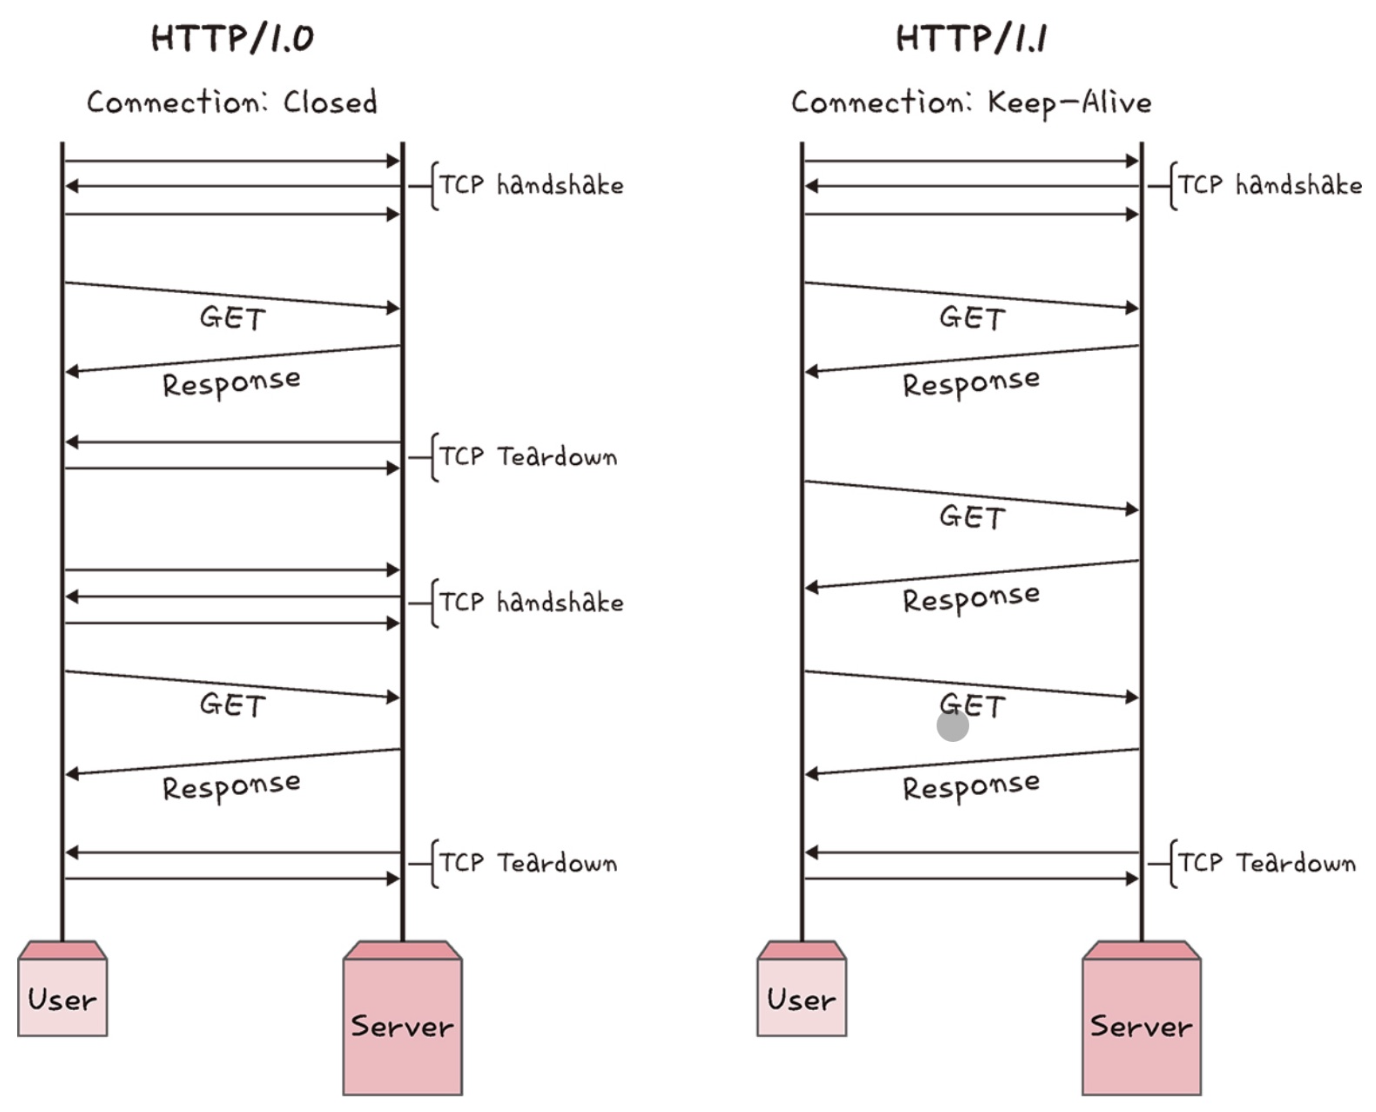 HTTP/1.0
Connection: Closed
TCP handshake
GET
Response
TCP Teardown
TCP handshake
GET
Response
TCP Teardown
User
Server
HTTP/1.1
Connection: Keep-Alive
TCP handshake
GET
Response
GET
Response
GET
Response
TCP Teardown
User
Server